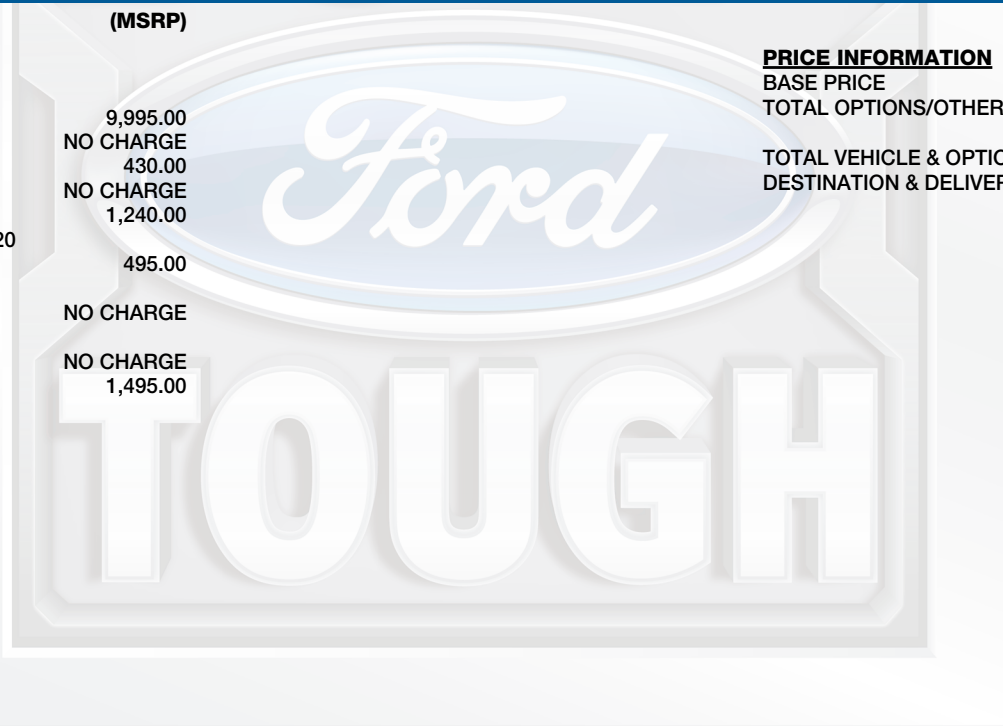 (MSRP)
9,995.00
NO CHARGE
430.00
NO CHARGE
1,240.00
20
495.00
NO CHARGE
NO CHARGE
1,495.00
PRICE INFORMATION
BASE PRICE
TOTAL OPTIONS/OTHER
TOTAL VEHICLE & OPTIO
DESTINATION & DELIVER
Ford
TOUGH